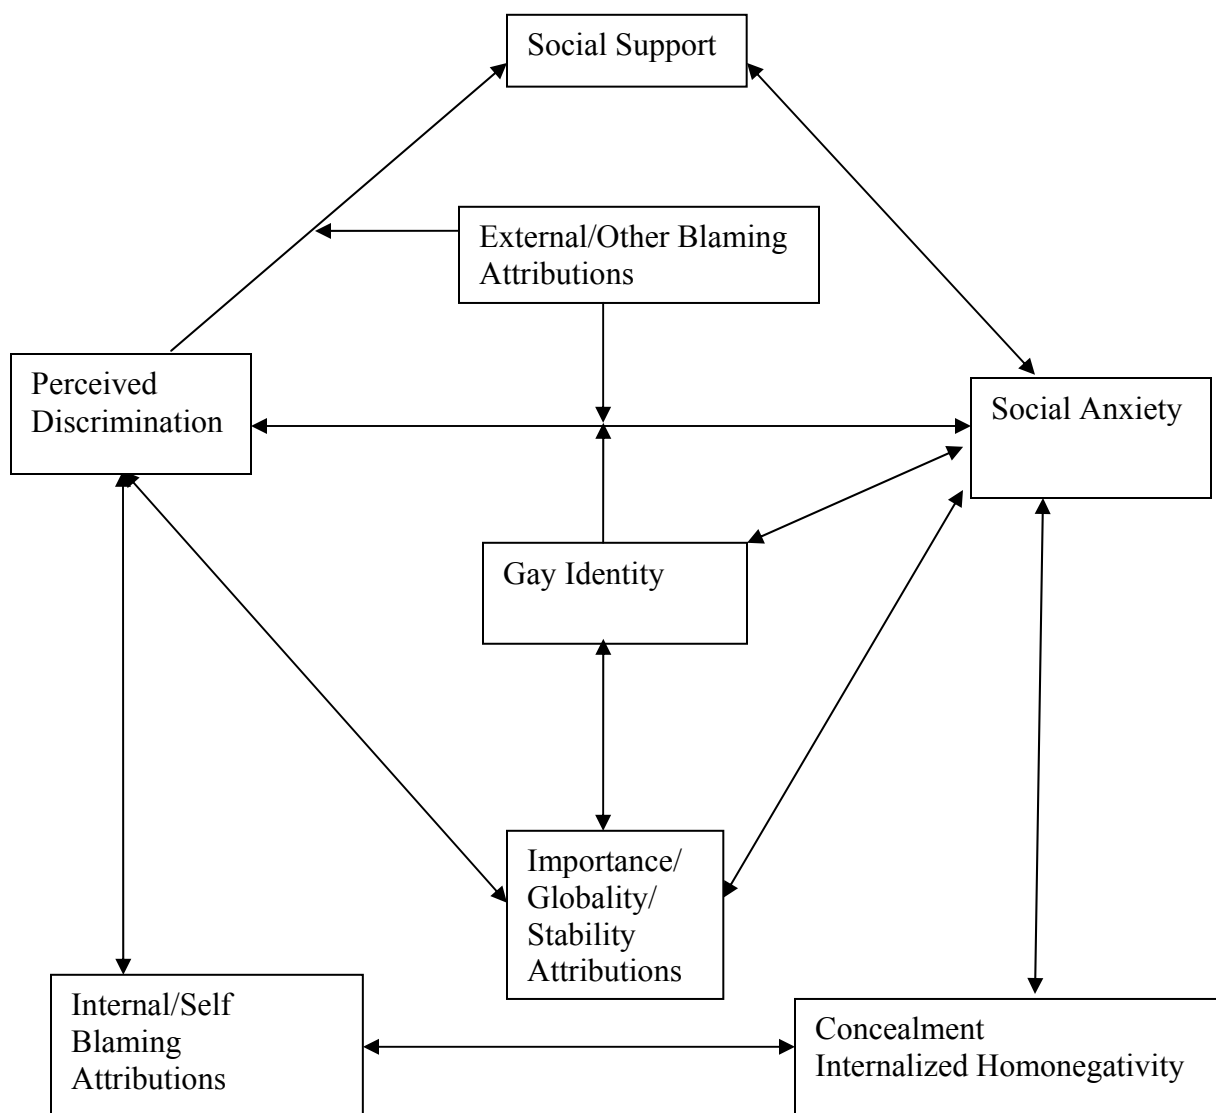 Social Support
External/Other Blaming
Attributions
Perceived
Discrimination
Social Anxiety
Gay Identity
Importance/
Globality/
Stability
Attributions
Internal/Self
Blaming
Attributions
Concealment
Internalized Homonegativity